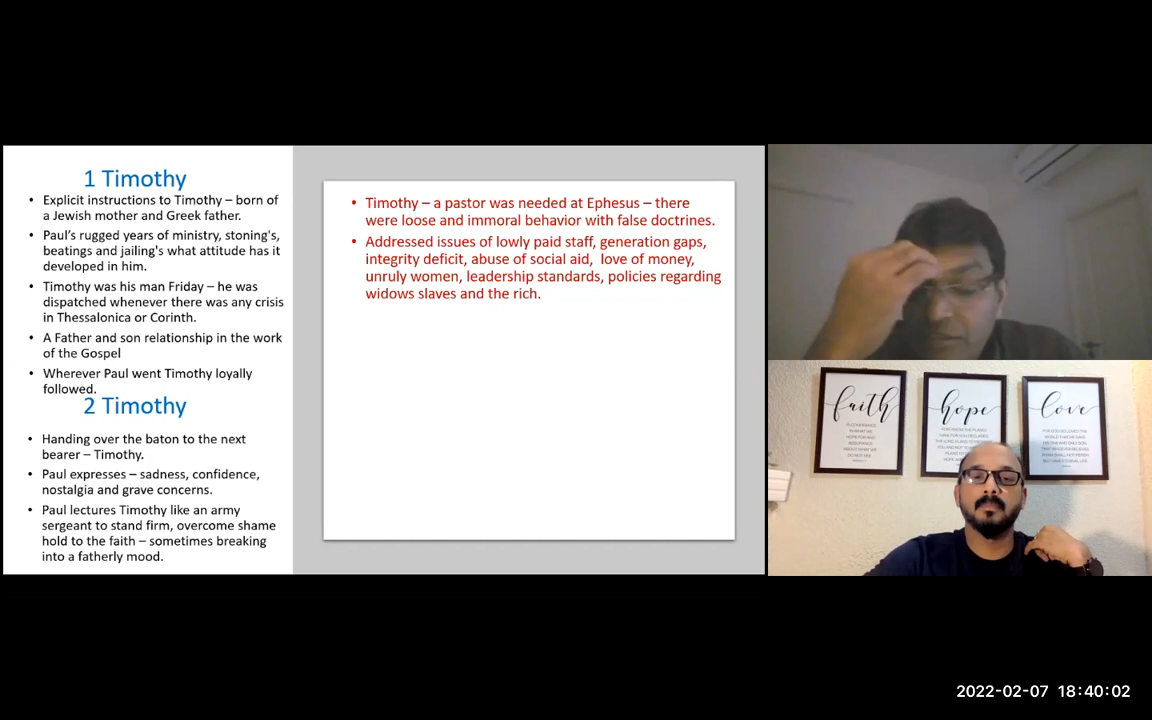 1 Timothy
• Explicit instructions to Timothy – born of
a Jewish mother and Greek father.
• Paul's rugged years of ministry, stoning's,
beatings and jailing's what attitude has it
developed in him.
• Timothy was his man Friday – he was
dispatched whenever there was any crisis
in Thessalonica or Corinth.
• A Father and son relationship in the work
of the Gospel
• Wherever Paul went Timothy loyally
followed.
2 Timothy
• Handing over the baton to the next
bearer – Timothy.
• Paul expresses – sadness, confidence,
nostalgia and grave concerns.
• Paul lectures Timothy like an army
sergeant to stand firm, overcome shame
hold to the faith – sometimes breaking
into a fatherly mood.
• Timothy – a pastor was needed at Ephesus – there
were loose and immoral behavior with false doctrines.
• Addressed issues of lowly paid staff, generation gaps,
integrity deficit, abuse of social aid, love of money,
unruly women, leadership standards, policies regarding
widows slaves and the rich.
faith
hope
love
2022-02-07 18:40:02